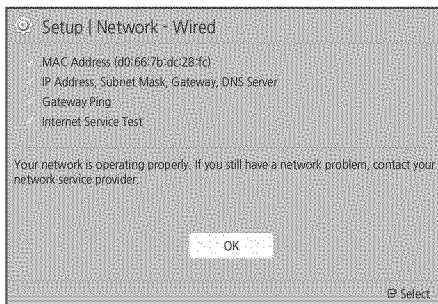 Setup | Network - Wired
MAC Address (d0:66:7b:dc:28:fc)
IP Address, Subnet Mask, Gateway, DNS Server
Gateway Ping
Internet Service Test
Your network is operating properly. If you still have a network problem, contact your
network service provider.
OK
Select